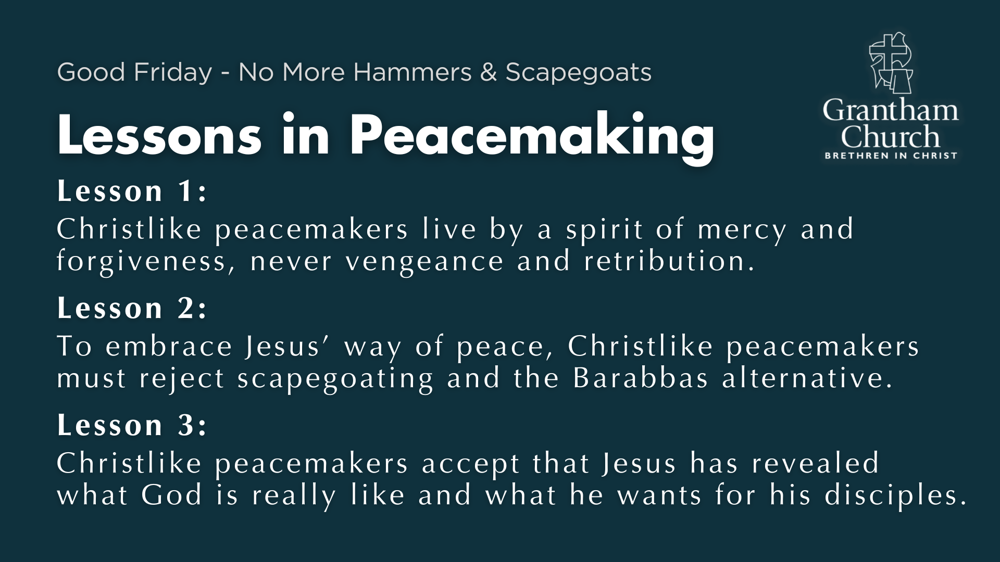 Good Friday - No More Hammers & Scapegoats
Grantham
Church
BRETHREN IN CHRIST
Lessons in Peacemaking
Lesson 1:
Christlike peacemakers live by a spirit of mercy and
forgiveness, never vengeance and retribution.
Lesson 2:
To embrace Jesus’ way of peace, Christlike peacemakers
must reject scapegoating and the Barabbas alternative.
Lesson 3:
Christlike peacemakers accept that Jesus has revealed
what God is really like and what he wants for his disciples.